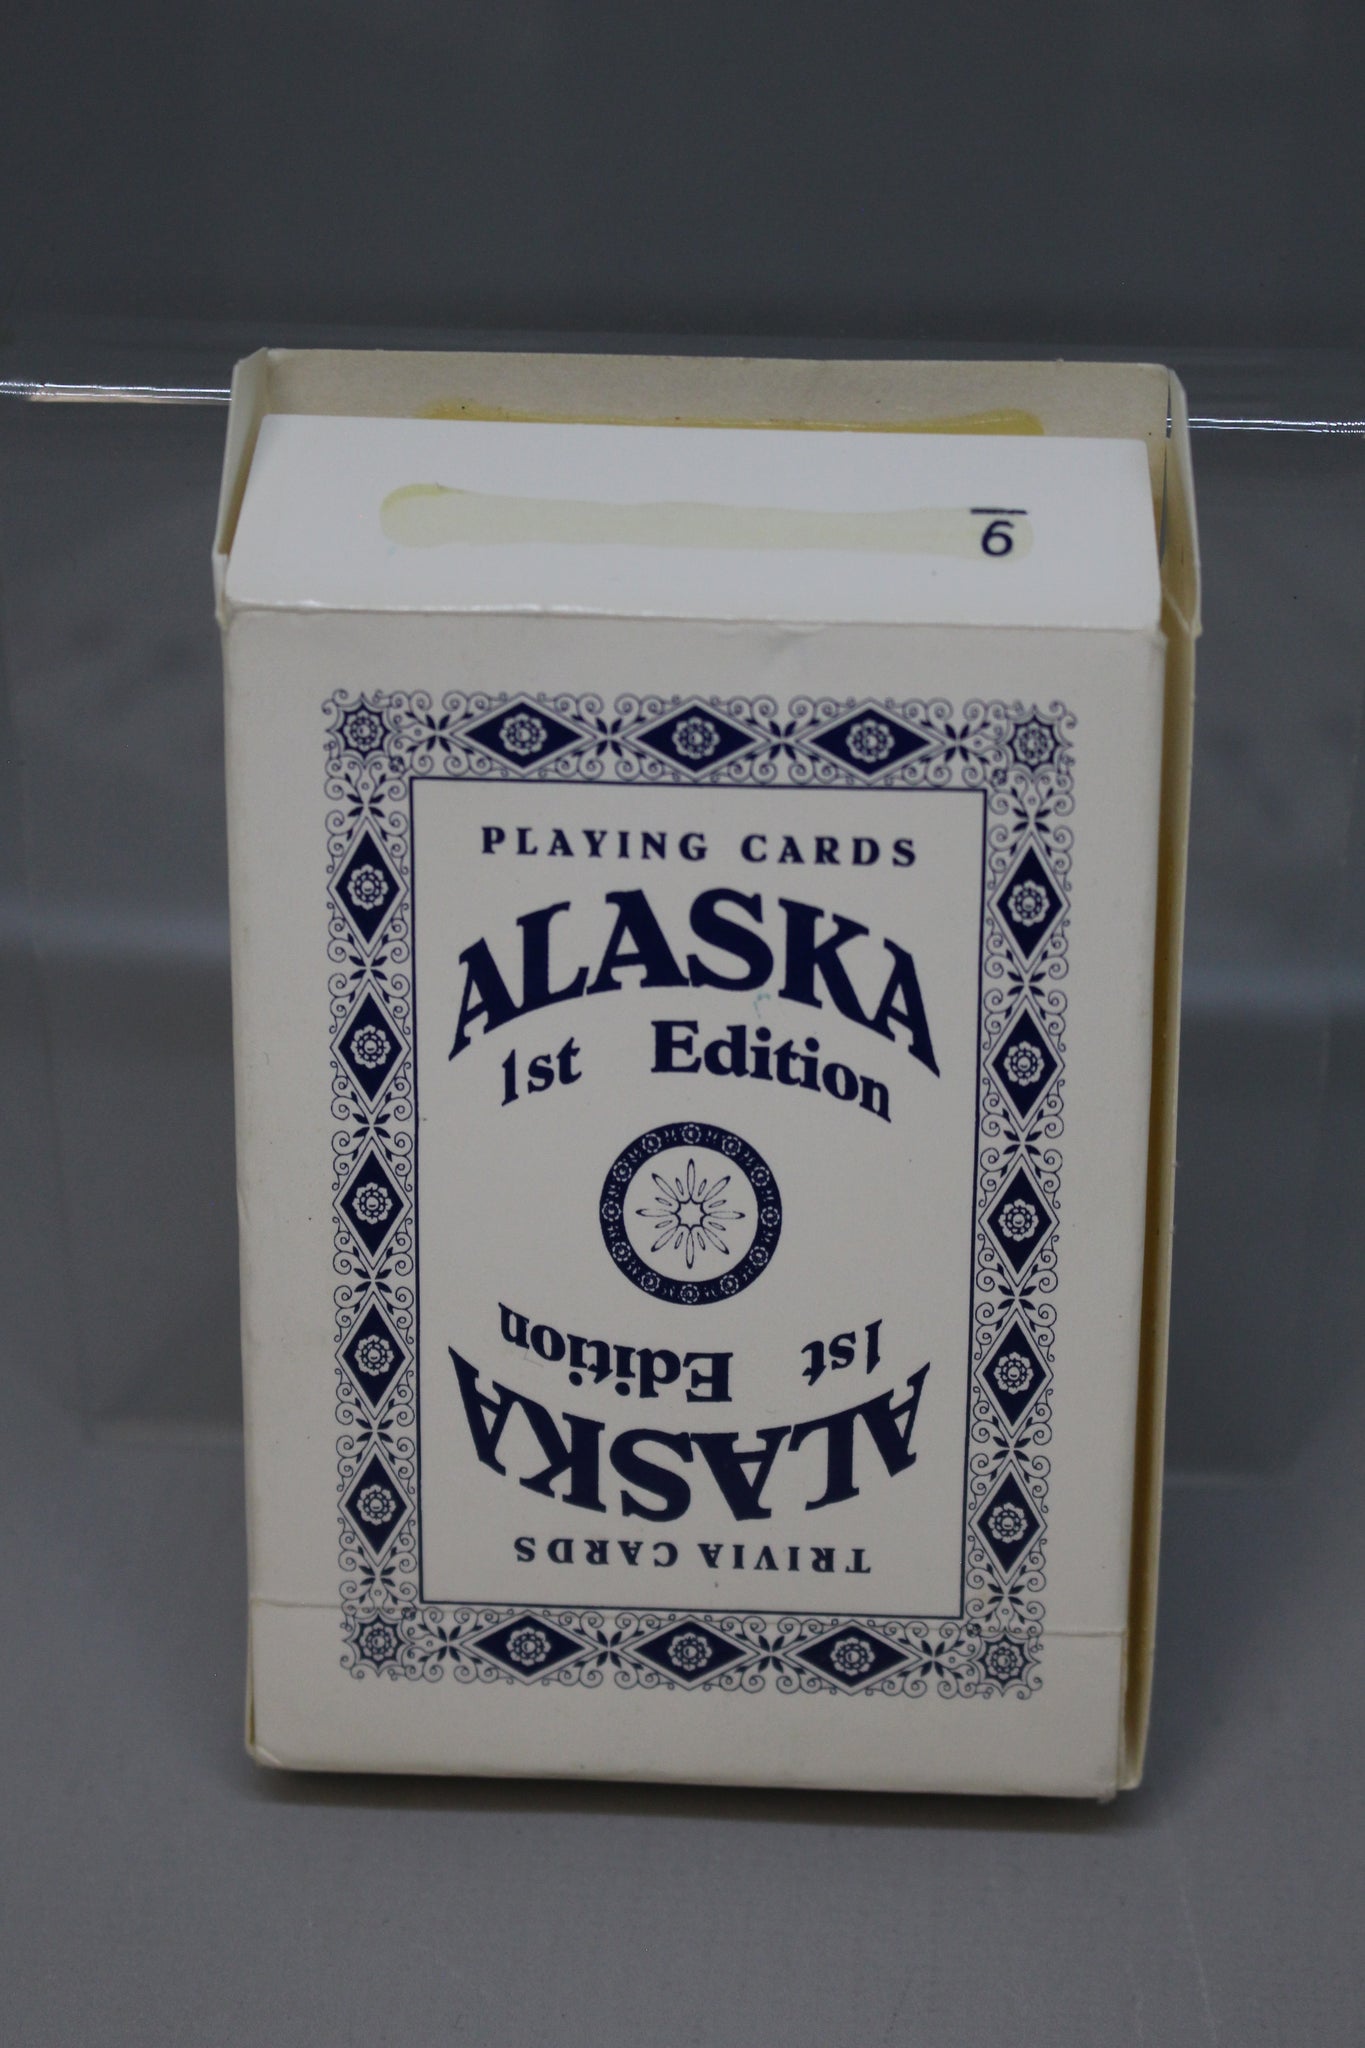 6
PLAYING CARDS
ALASKA
1st Edition
1st Edition
ALASKA
TRIVIA CARDS